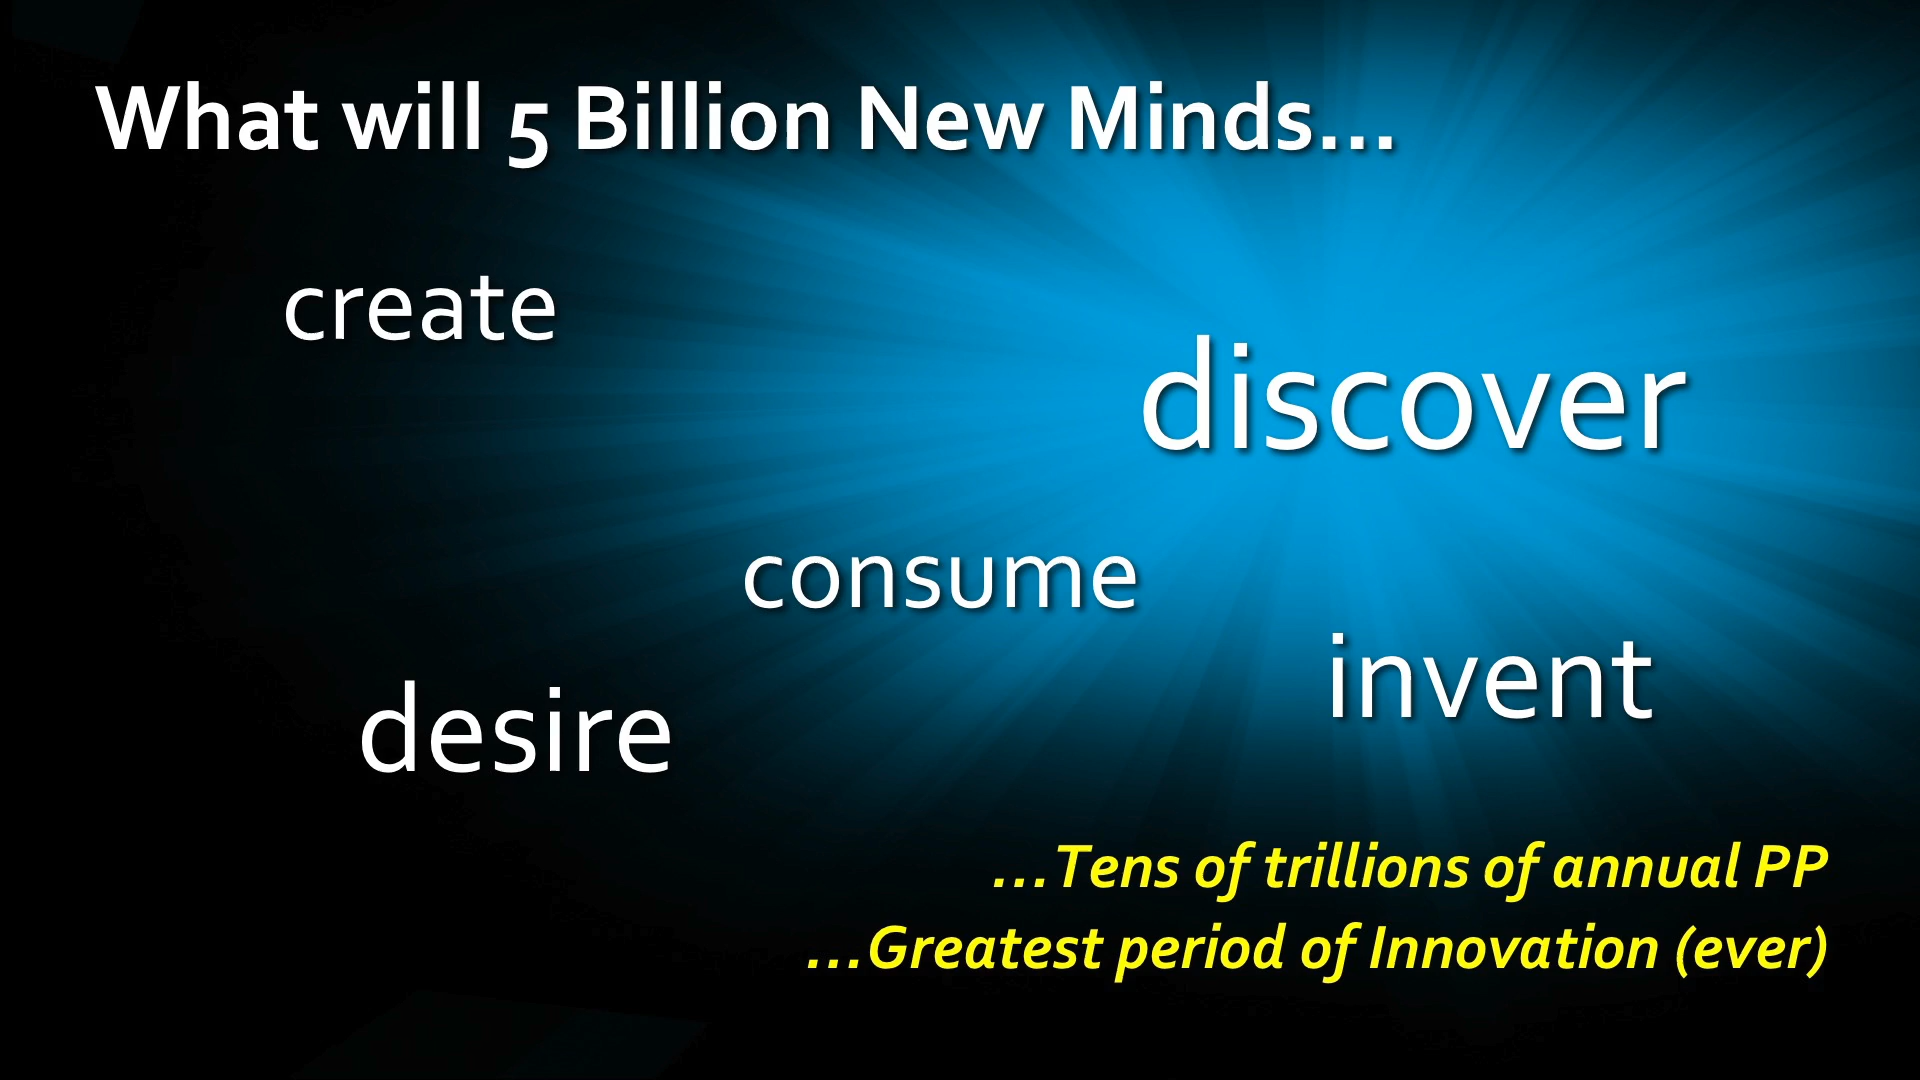 What will 5 Billion New Minds...
create
discover
consume
invent
desire
...Tens of trillions of annual PP
...Greatest period of Innovation (ever)